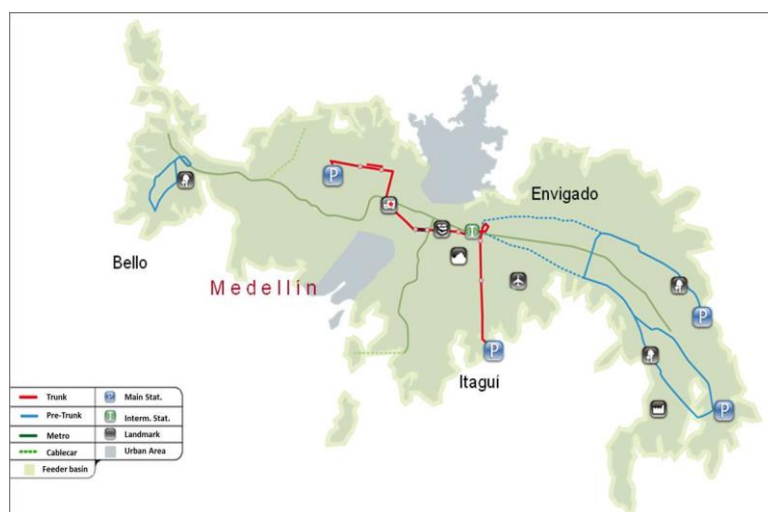 Envigado
Bello
Medellín
Itaguí
Trunk
Main Stat.
Pre-Trunk
Interm. Stat.
Metro
Landmark
Cablecar
Urban Area
Feeder basin
P
P
P
P